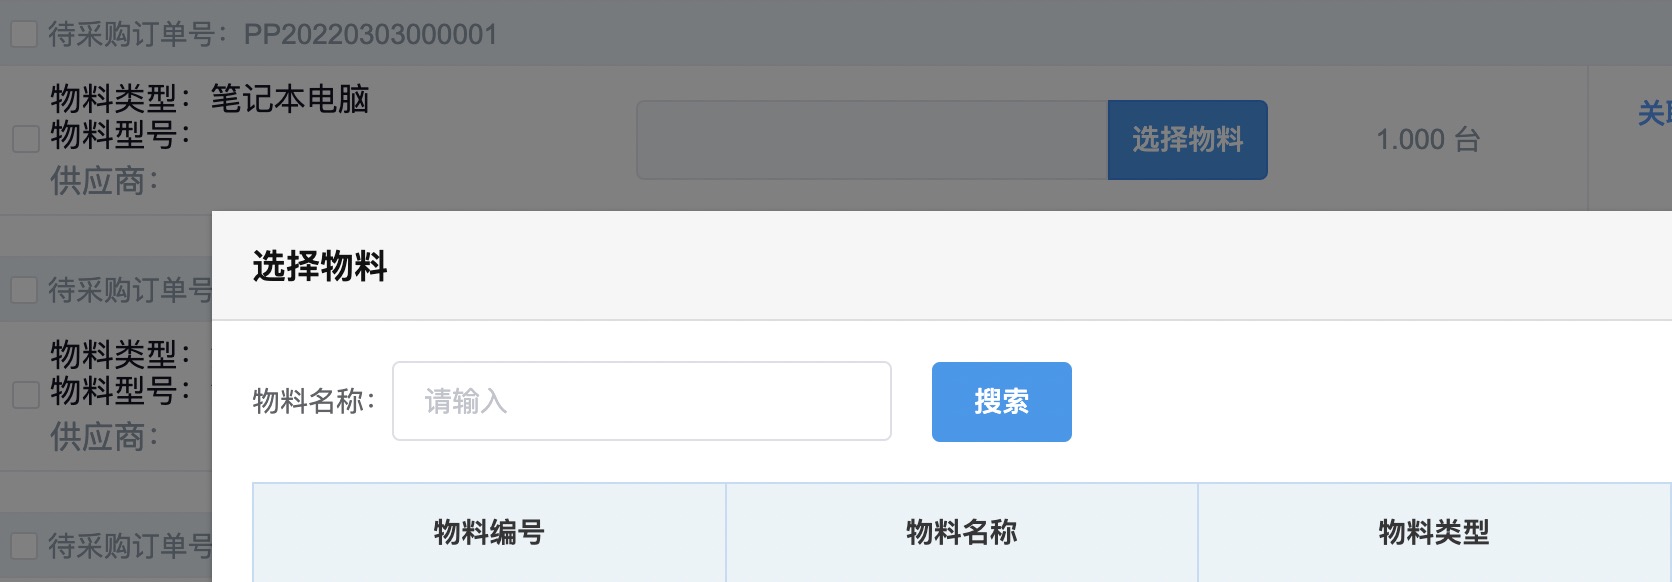 待采购订单号：PP20220303000001
物料类型：笔记本电脑
物料型号：
供应商：
选择物料
1.000 台
选择物料
待采购订单号
物料类型：
物料型号：
供应商：
物料名称：
请输入
搜索
待采购订单号
物料编号
物料名称
物料类型